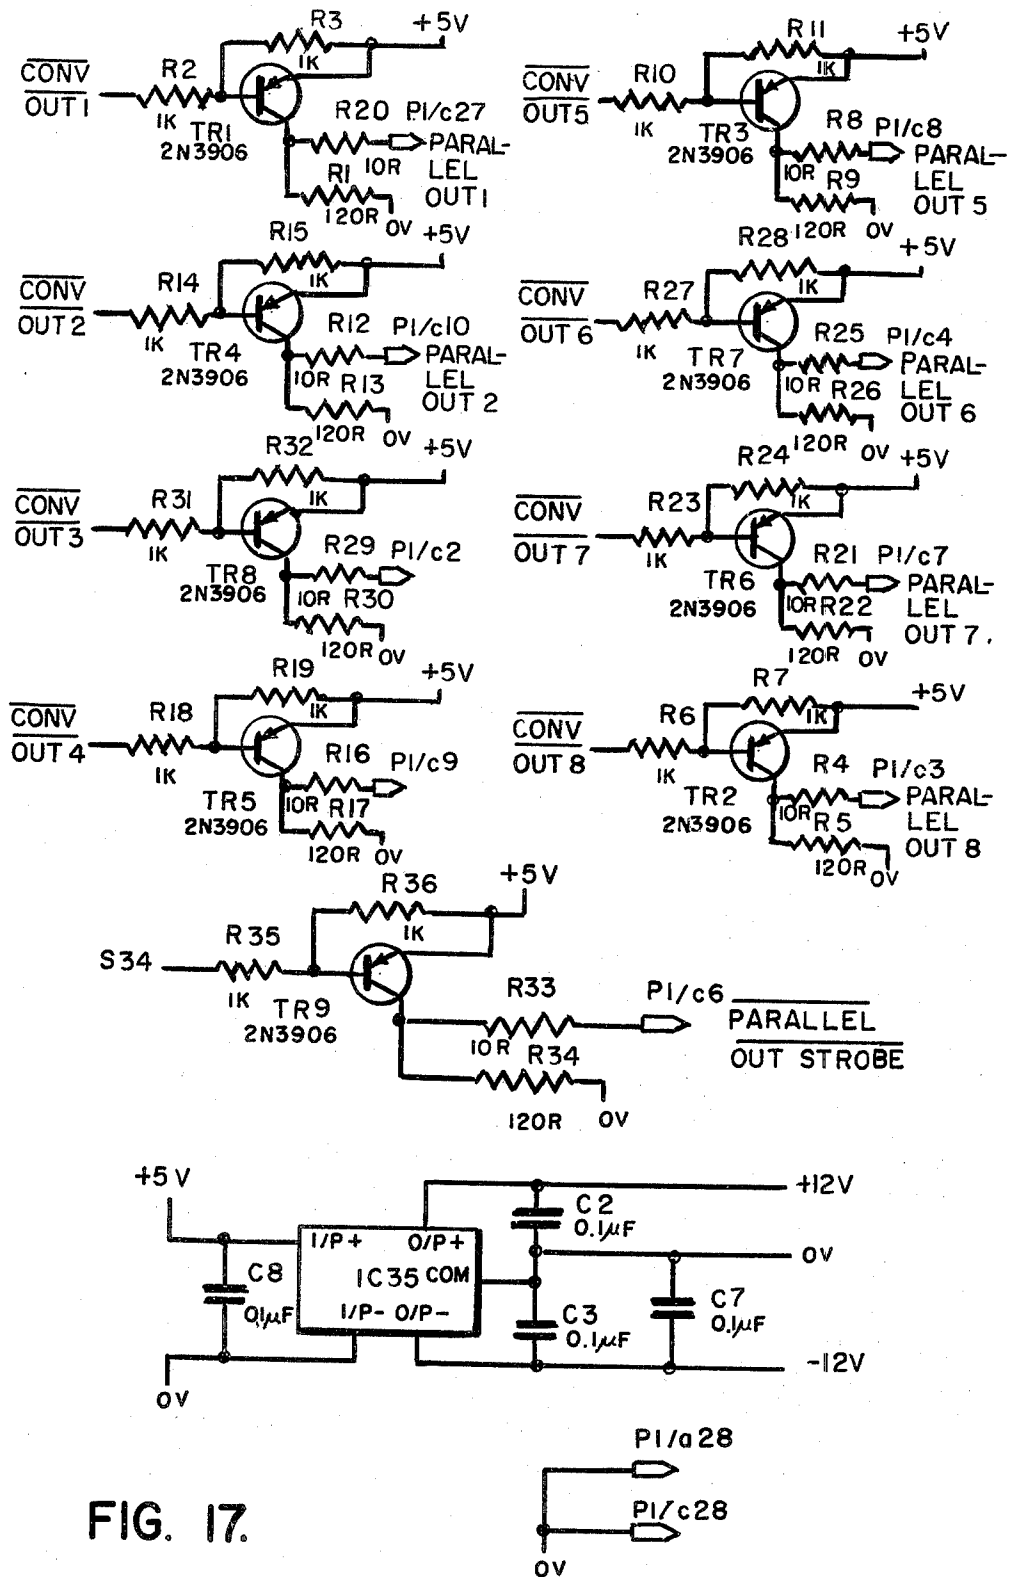 R3
+5V
CONV
OUT 1
R2
1K
1K
TR1
2N3906
R20
P1/c27
10R
PARAL-
LEL
OUT 1
R1
120R
0V
R11
+5V
CONV
OUT 5
R10
1K
1K
TR3
2N3906
R8
P1/c8
10R
PARAL-
LEL
OUT 5
R9
120R
0V
R15
+5V
CONV
OUT 2
R14
1K
1K
TR4
2N3906
R12
P1/c10
10R
PARAL-
LEL
OUT 2
R13
120R
0V
R28
+5V
CONV
OUT 6
R27
1K
1K
TR7
2N3906
R25
P1/c4
10R
PARAL-
LEL
OUT 6
R26
120R
0V
R32
+5V
CONV
OUT 3
R31
1K
1K
TR8
2N3906
R29
P1/c2
10R
R30
120R
0V
R24
+5V
CONV
OUT 7
R23
1K
1K
TR6
2N3906
R21
P1/c7
10R
PARAL-
LEL
OUT 7.
R22
120R
0V
R19
+5V
CONV
OUT 4
R18
1K
1K
TR5
2N3906
R16
P1/c9
10R
R17
120R
0V
R7
+5V
CONV
OUT 8
R6
1K
1K
TR2
2N3906
R4
P1/c3
10R
PARAL-
LEL
OUT 8
R5
120R
0V
R36
+5V
1K
S34
R35
1K
TR9
2N3906
R33
10R
P1/c6
PARALLEL
OUT STROBE
R34
120R
0V
+5V
I/P+
O/P+
IC35
COM
I/P-
O/P-
C8
0.1µF
0V
C2
0.1µF
C3
0.1µF
C7
0.1µF
+12V
0V
-12V
P1/a28
P1/c28
0V
FIG. 17.